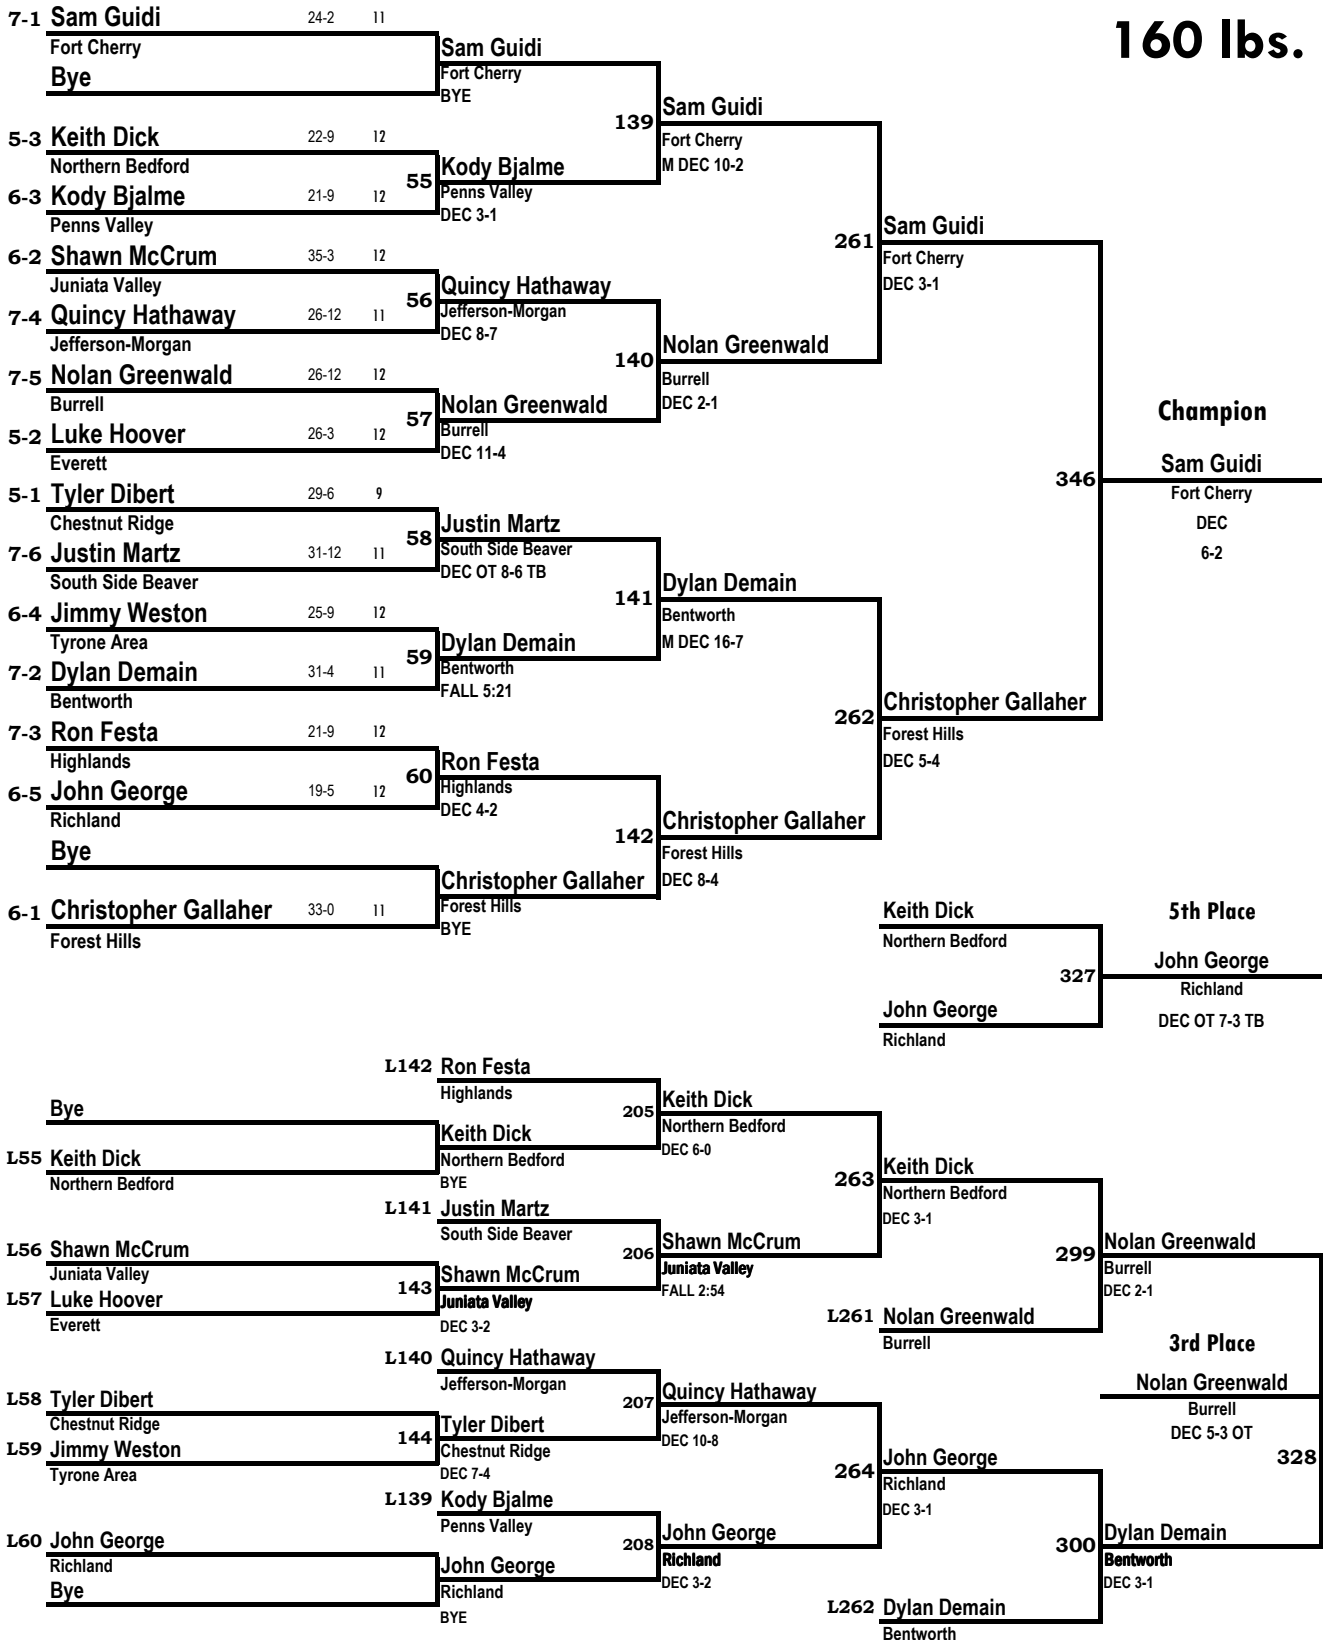 160 lbs.
7-1 Sam Guidi 24-2 11
Fort Cherry
Bye
5-3 Keith Dick 22-9 12
Northern Bedford
6-3 Kody Bjalme 21-9 12
Penns Valley
6-2 Shawn McCrum 35-3 12
Juniata Valley
7-4 Quincy Hathaway 26-12 11
Jefferson-Morgan
7-5 Nolan Greenwald 26-12 12
Burrell
5-2 Luke Hoover 26-3 12
Everett
5-1 Tyler Dibert 29-6 9
Chestnut Ridge
7-6 Justin Martz 31-12 11
South Side Beaver
6-4 Jimmy Weston 25-9 12
Tyrone Area
7-2 Dylan Demain 31-4 11
Bentworth
7-3 Ron Festa 21-9 12
Highlands
6-5 John George 19-5 12
Richland
Bye
6-1 Christopher Gallaher 33-0 11
Forest Hills
Sam Guidi
Fort Cherry
BYE
55 Kody Bjalme
Penns Valley
DEC 3-1
56 Quincy Hathaway
Jefferson-Morgan
DEC 8-7
57 Nolan Greenwald
Burrell
DEC 11-4
58 Justin Martz
South Side Beaver
DEC OT 8-6 TB
59 Dylan Demain
Bentworth
FALL 5:21
60 Ron Festa
Highlands
DEC 4-2
Christopher Gallaher
Forest Hills
BYE
139 Sam Guidi
Fort Cherry
M DEC 10-2
140 Nolan Greenwald
Burrell
DEC 2-1
141 Dylan Demain
Bentworth
M DEC 16-7
142 Christopher Gallaher
Forest Hills
DEC 8-4
261 Sam Guidi
Fort Cherry
DEC 3-1
262 Christopher Gallaher
Forest Hills
DEC 5-4
346
Champion
Sam Guidi
Fort Cherry
DEC
6-2
Keith Dick
Northern Bedford
327
John George
Richland
5th Place
John George
Richland
DEC OT 7-3 TB
Bye
L55 Keith Dick
Northern Bedford
L56 Shawn McCrum
Juniata Valley
L57 Luke Hoover
Everett
L58 Tyler Dibert
Chestnut Ridge
L59 Jimmy Weston
Tyrone Area
L60 John George
Richland
Bye
L142 Ron Festa
Highlands
Keith Dick
Northern Bedford
BYE
L141 Justin Martz
South Side Beaver
143 Shawn McCrum
Juniata Valley
DEC 3-2
L140 Quincy Hathaway
Jefferson-Morgan
144 Tyler Dibert
Chestnut Ridge
DEC 7-4
L139 Kody Bjalme
Penns Valley
John George
Richland
BYE
205 Keith Dick
Northern Bedford
DEC 6-0
206 Shawn McCrum
Juniata Valley
FALL 2:54
207 Quincy Hathaway
Jefferson-Morgan
DEC 10-8
208 John George
Richland
DEC 3-2
263 Keith Dick
Northern Bedford
DEC 3-1
L261 Nolan Greenwald
Burrell
264 John George
Richland
DEC 3-1
L262 Dylan Demain
Bentworth
299 Nolan Greenwald
Burrell
DEC 2-1
3rd Place
Nolan Greenwald
Burrell
DEC 5-3 OT
328
300 Dylan Demain
Bentworth
DEC 3-1